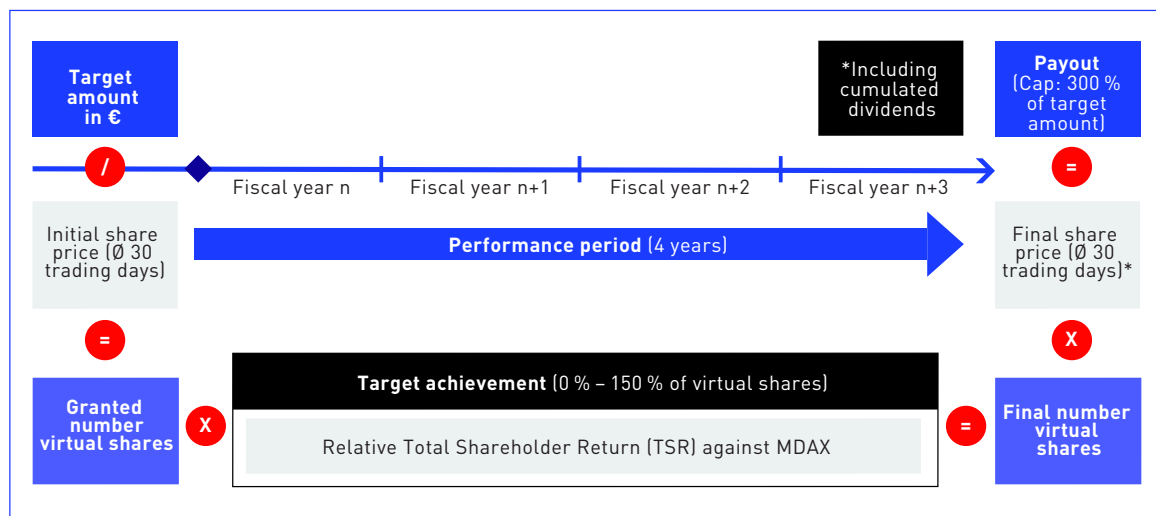 Target
amount
in €
*Including
cumulated
dividends
Payout
(Cap: 300 %
of target
amount)
/
=
Fiscal year n
Fiscal year n+1
Fiscal year n+2
Fiscal year n+3
Initial share
price (Ø 30
trading days)
Performance period (4 years)
Final share
price (Ø 30
trading days)*
=
X
Target achievement (0 % – 150 % of virtual shares)
Granted
number
virtual shares
X
Relative Total Shareholder Return (TSR) against MDAX
=
Final number
virtual
shares